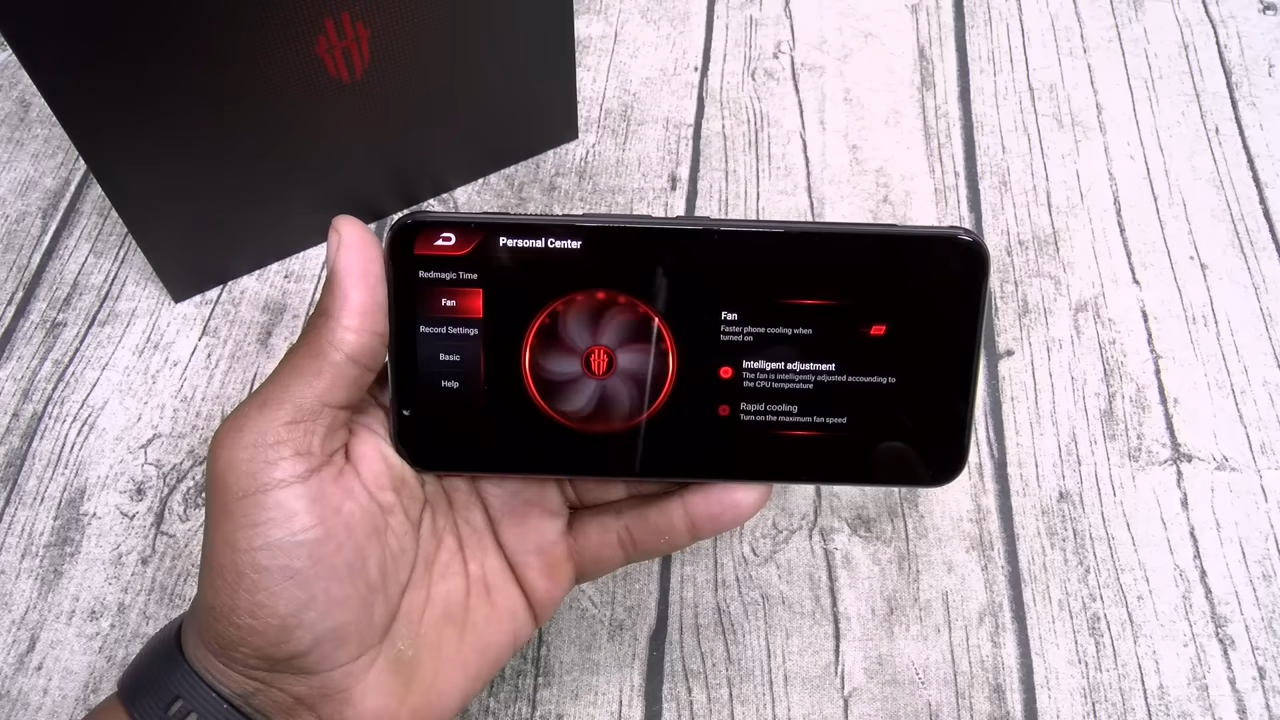 Personal Center
Redmagic Time
Fan
Record Settings
Basic
Help
Fan
Faster phone cooling when
turned on
Intelligent adjustment
The fan is intelligently adjusted accounding to
the CPU temperature
Rapid cooling
Turn on the maximum fan speed